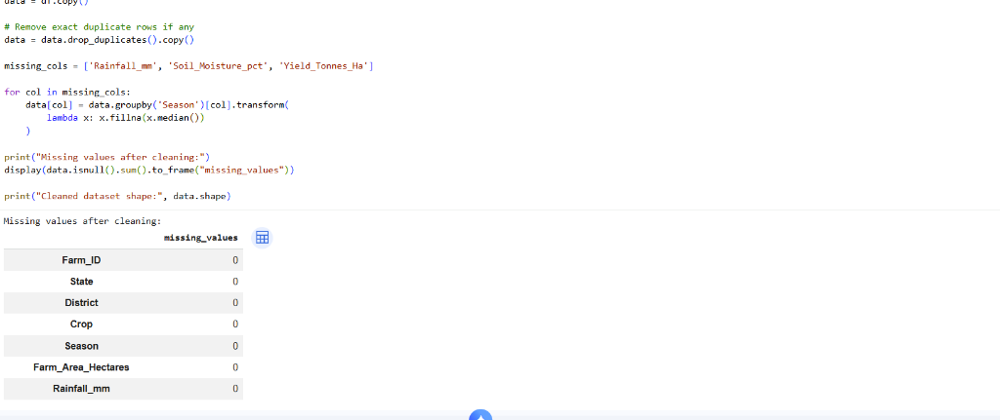 data = df.copy()
# Remove exact duplicate rows if any
data = data.drop_duplicates().copy()
missing_cols = ['Rainfall_mm', 'Soil_Moisture_pct', 'Yield_Tonnes_Ha']
for col in missing_cols:
data[col] = data.groupby('Season')[col].transform(
lambda x: x.fillna(x.median())
)
print("Missing values after cleaning:")
display(data.isnull().sum().to_frame("missing_values"))
print("Cleaned dataset shape:", data.shape)
Missing values after cleaning:
missing_values
Farm_ID 0
State 0
District 0
Crop 0
Season 0
Farm_Area_Hectares 0
Rainfall_mm 0